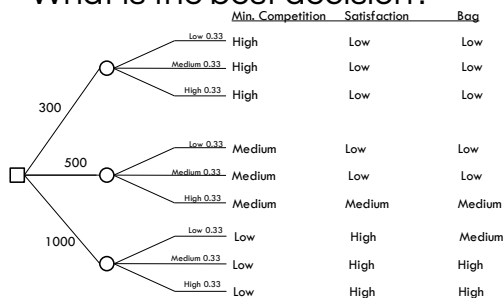 What is the best decision?
Min. Competition Satisfaction Bag
Low 0.33 High Low Low
Medium 0.33 High Low Low
High 0.33 High Low Low
300
Low 0.33 Medium Low Low
500 Medium 0.33 Medium Low Low
High 0.33 Medium Medium Medium
Low 0.33 Low High Medium
1000 Medium 0.33 Low High High
High 0.33 Low High High